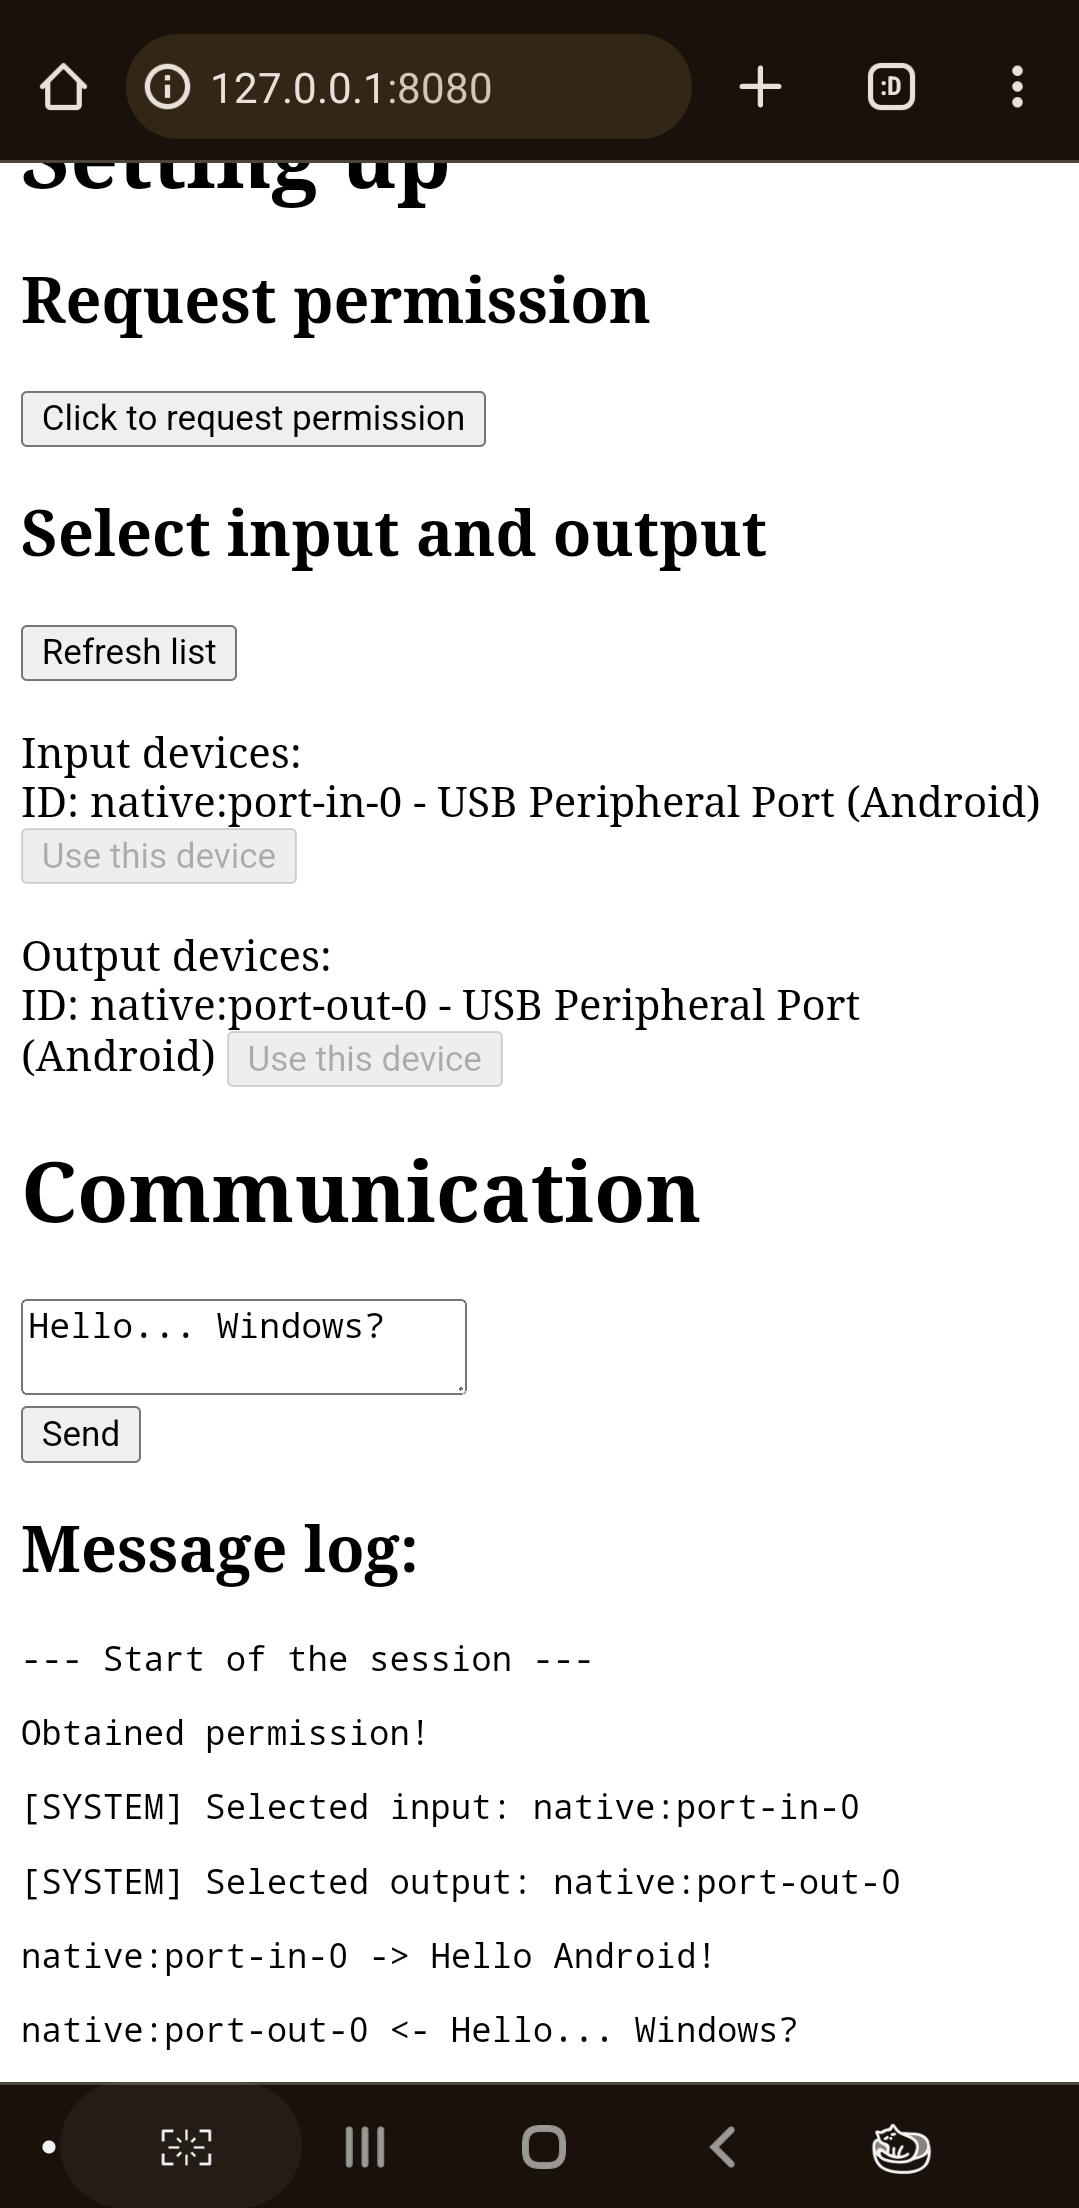 127.0.0.1:8080
:D
Setting up
Request permission
Click to request permission
Select input and output
Refresh list
Input devices:
ID: native:port-in-0 - USB Peripheral Port (Android)
Use this device
Output devices:
ID: native:port-out-0 - USB Peripheral Port
(Android) Use this device
Communication
Hello... Windows?
Send
Message log:
--- Start of the session ---
Obtained permission!
[SYSTEM] Selected input: native:port-in-0
[SYSTEM] Selected output: native:port-out-0
native:port-in-0 -> Hello Android!
native:port-out-0 <- Hello... Windows?